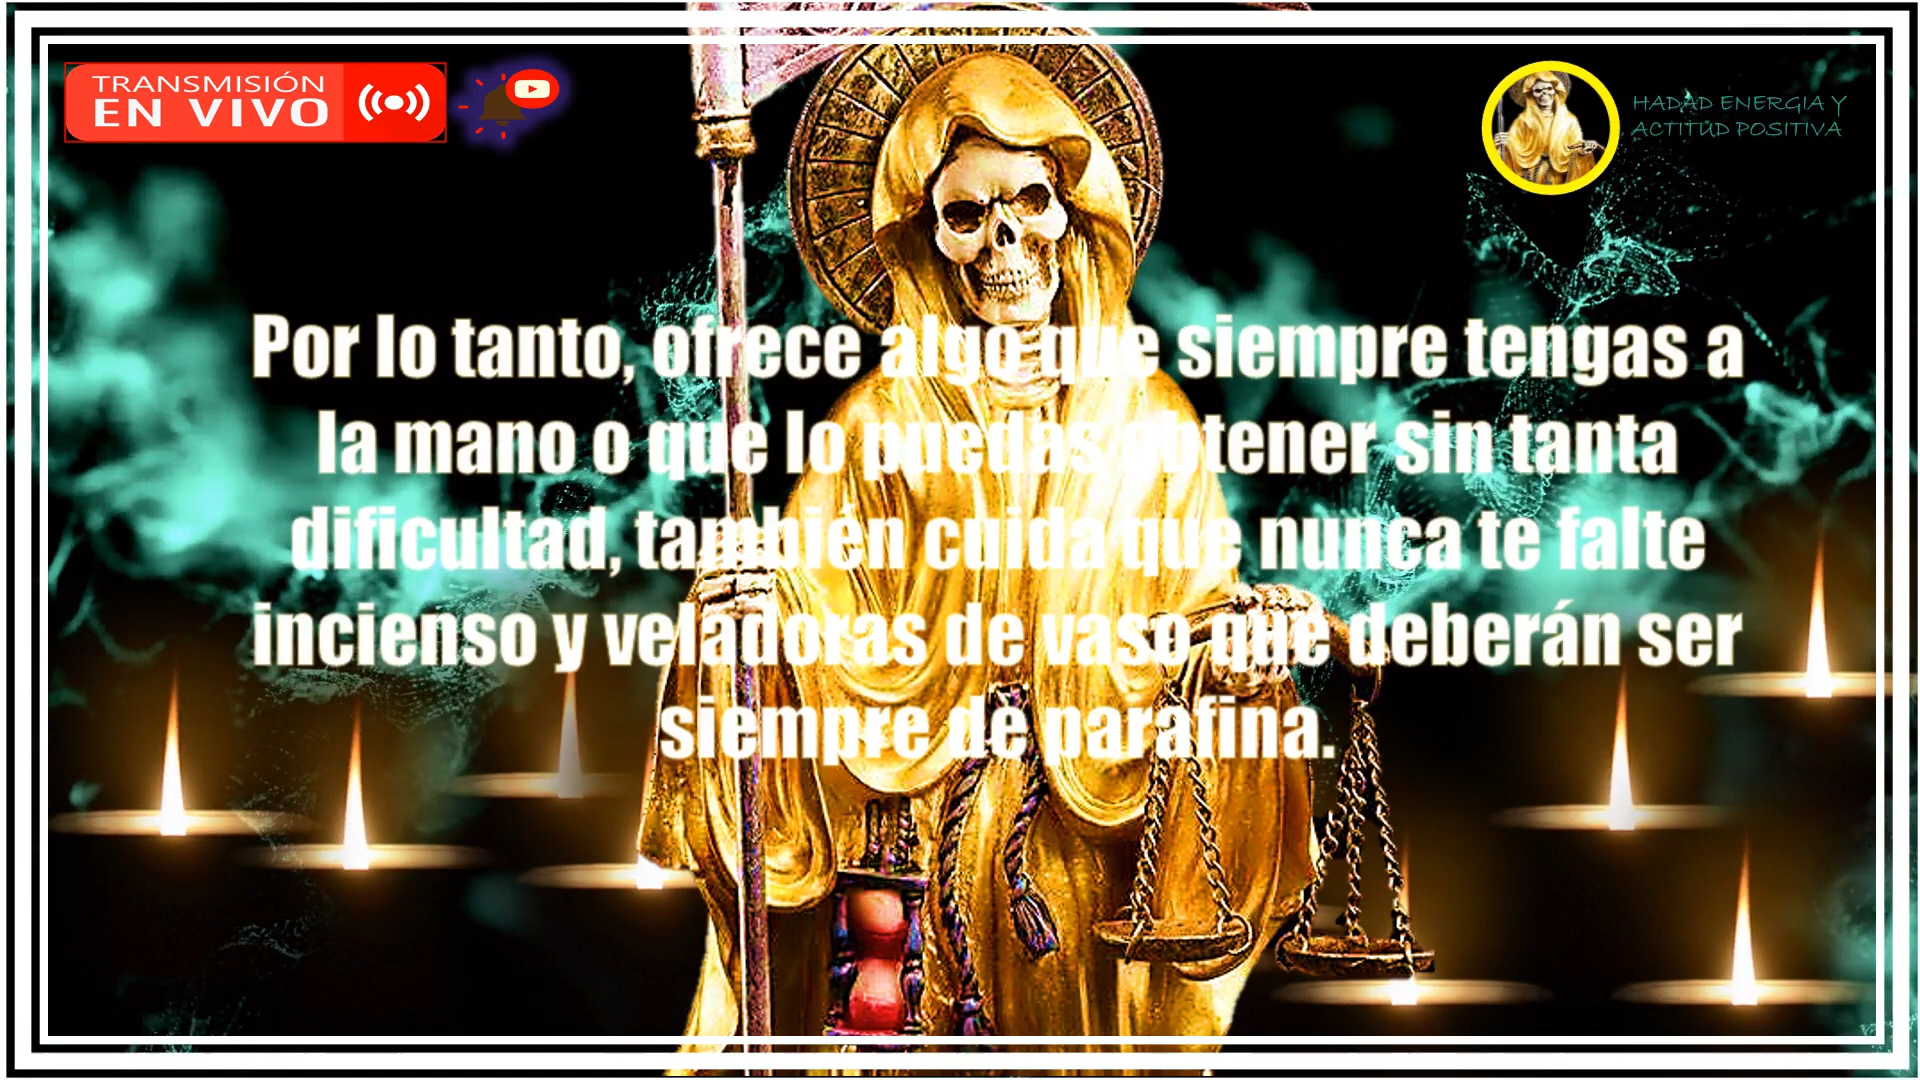 TRANSMISIÓN
EN VIVO
HADAD ENERGIA Y
ACTITUD POSITIVA
Por lo tanto, ofrece algo que siempre tengas a
la mano o que lo puedas obtener sin tanta
dificultad, también cuida que nunca te falte
incienso y veladoras de vaso que deberán ser
siempre de parafina.